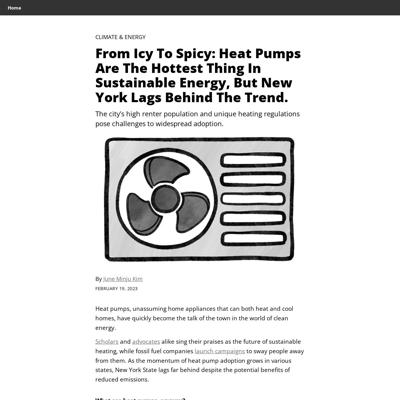 Home
CLIMATE & ENERGY
From Icy To Spicy: Heat Pumps
Are The Hottest Thing In
Sustainable Energy, But New
York Lags Behind The Trend.
The city's high renter population and unique heating regulations
pose challenges to widespread adoption.
By June Minju Kim
FEBRUARY 19, 2023
Heat pumps, unassuming home appliances that can both heat and cool
homes, have quickly become the talk of the town in the world of clean
energy.
Scholars and advocates alike sing their praises as the future of sustainable
heating, while fossil fuel companies launch campaigns to sway people away
from them. As the momentum of heat pump adoption grows in various
states, New York State lags far behind despite the potential benefits of
reduced emissions.